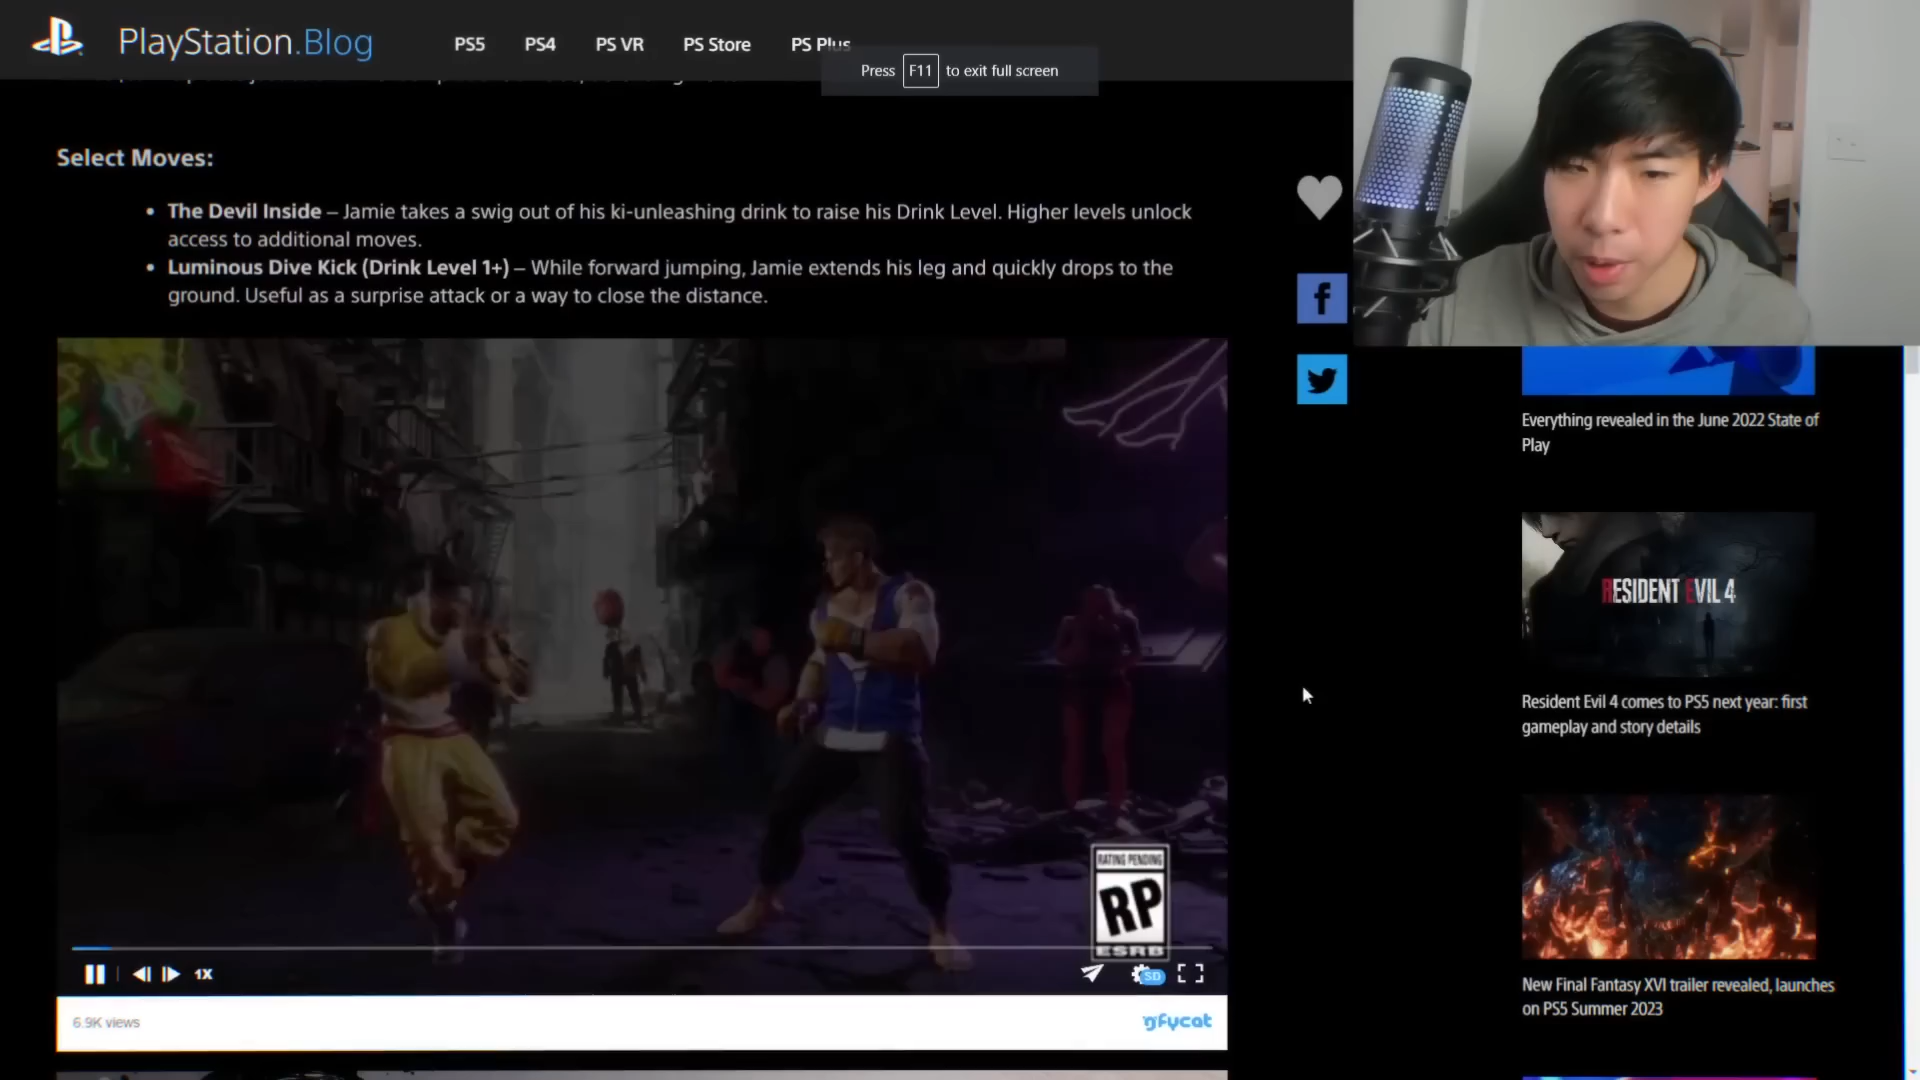 PlayStation.Blog
PS5 PS4 PS VR PS Store PS Plus
Press F11 to exit full screen
Select Moves:
• The Devil Inside – Jamie takes a swig out of his ki-unleashing drink to raise his Drink Level. Higher levels unlock
access to additional moves.
• Luminous Dive Kick (Drink Level 1+) – While forward jumping, Jamie extends his leg and quickly drops to the
ground. Useful as a surprise attack or a way to close the distance.
Everything revealed in the June 2022 State of
Play
RESIDENT EVIL 4
Resident Evil 4 comes to PS5 next year: first
gameplay and story details
RATING PENDING
RP
ESRB
1X
SD
New Final Fantasy XVI trailer revealed, launches
on PS5 Summer 2023
6.9K views
gfycat